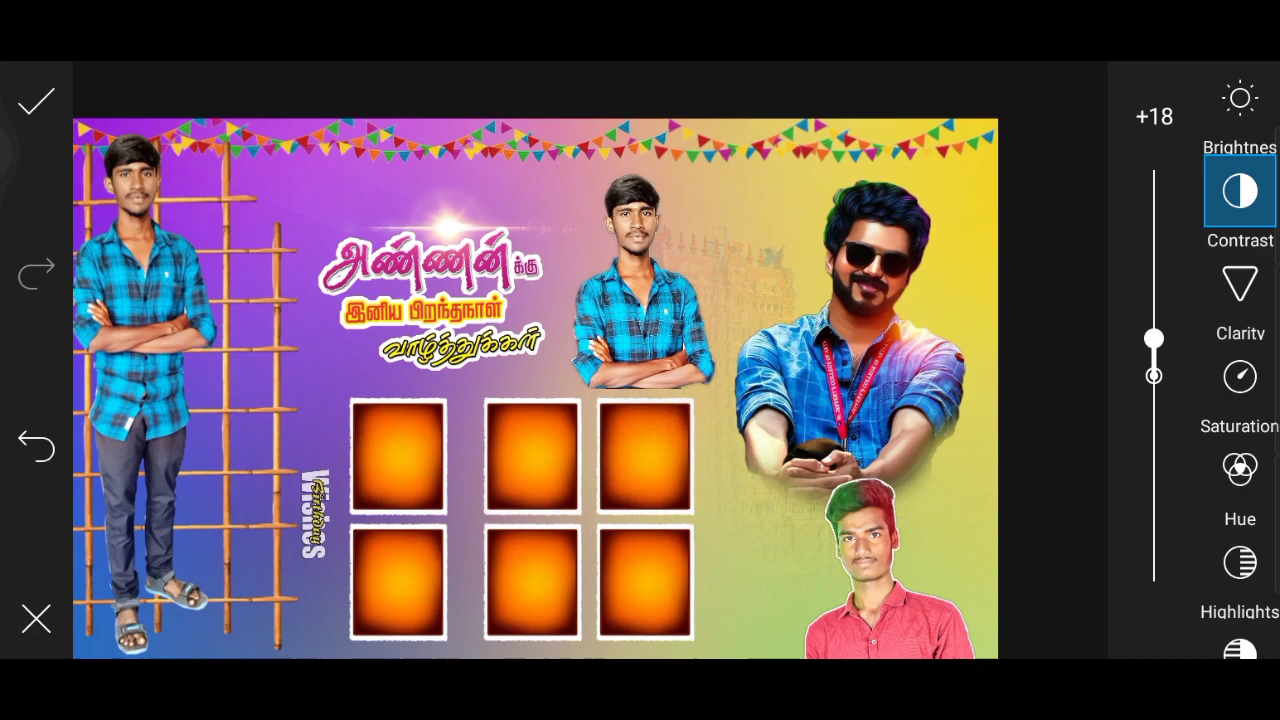 +18
Brightnes
Contrast
Clarity
Saturation
Hue
Highlights
அண்ணன்க்கு
இனிய பிறந்தநாள்
வாழ்த்துக்கள்
WISHES